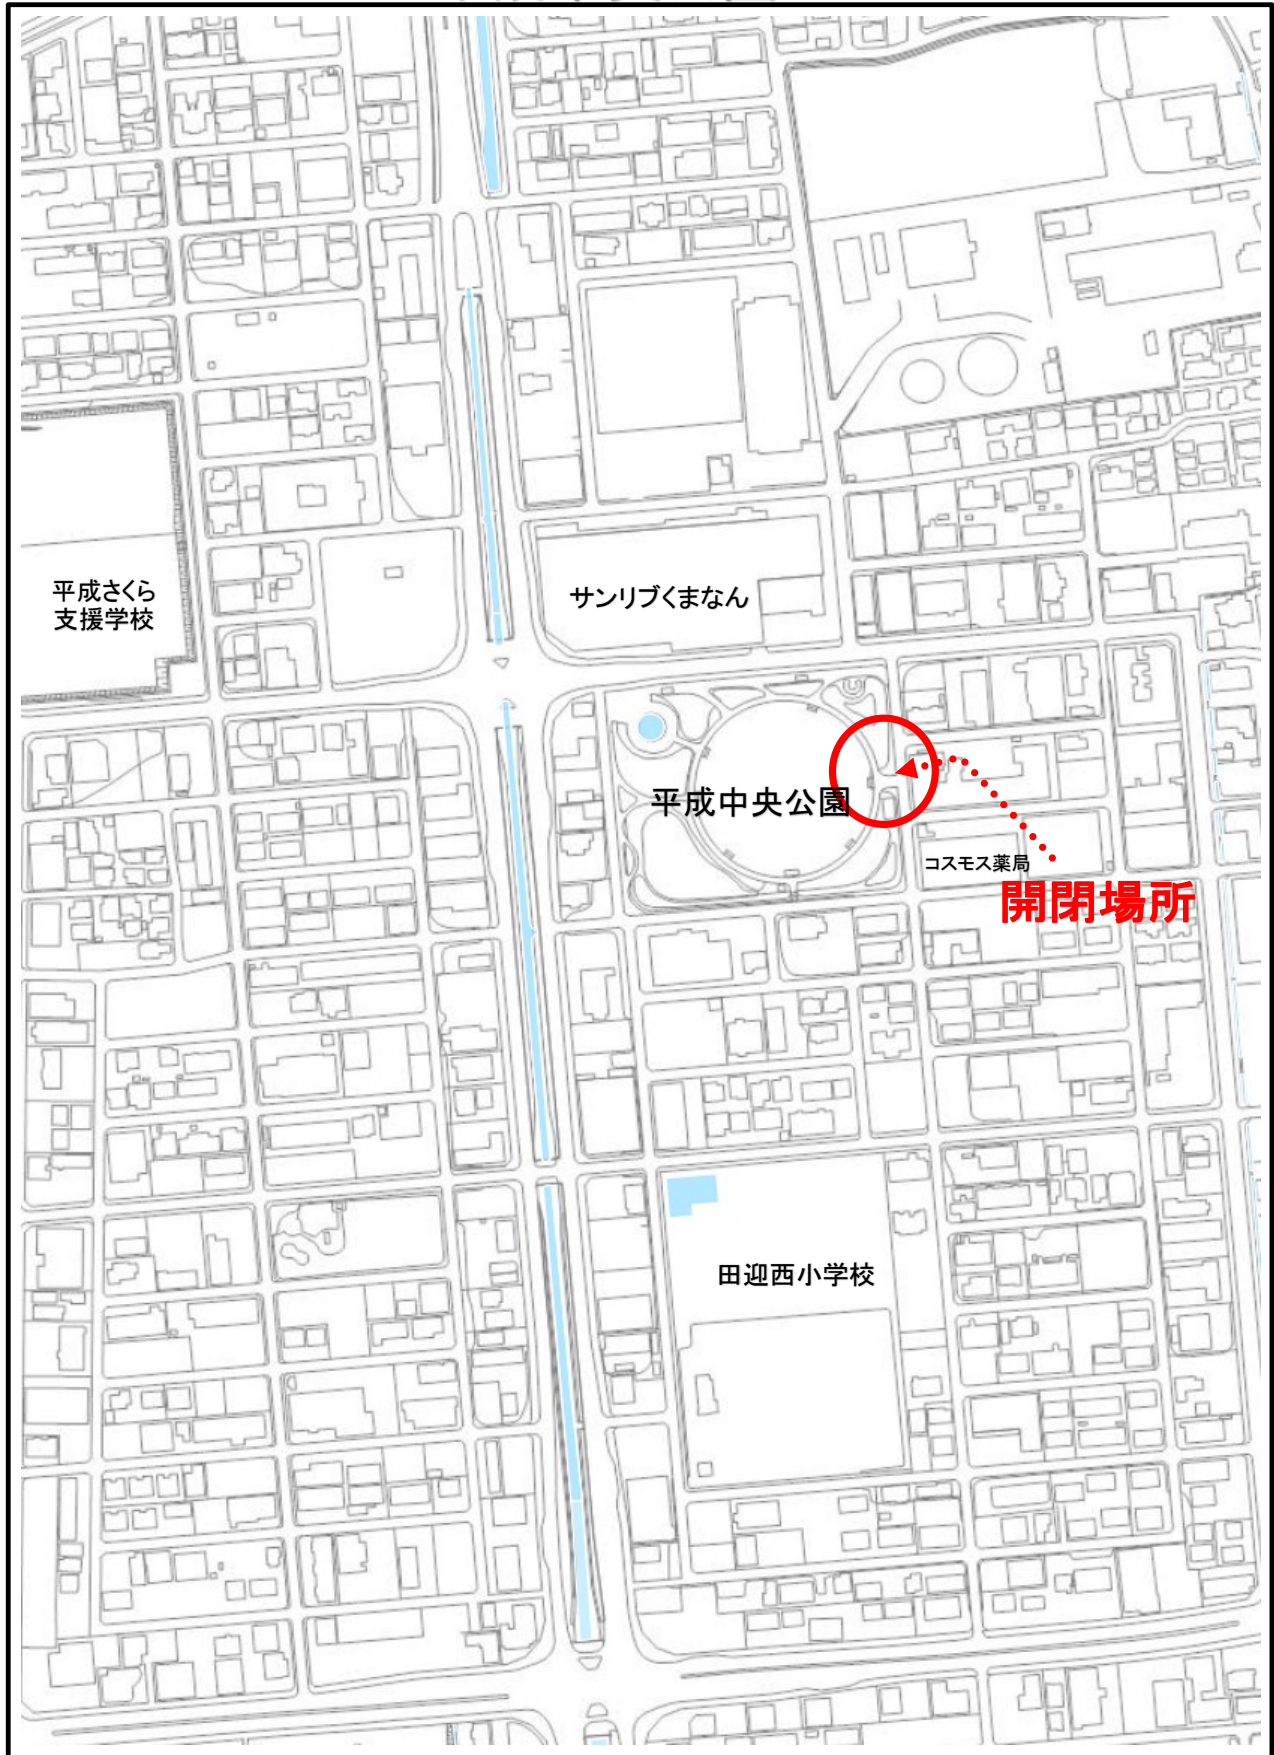 平成さくら
支援学校
サンリブくまなん
平成中央公園
コスモス薬局
開閉場所
田迎西小学校